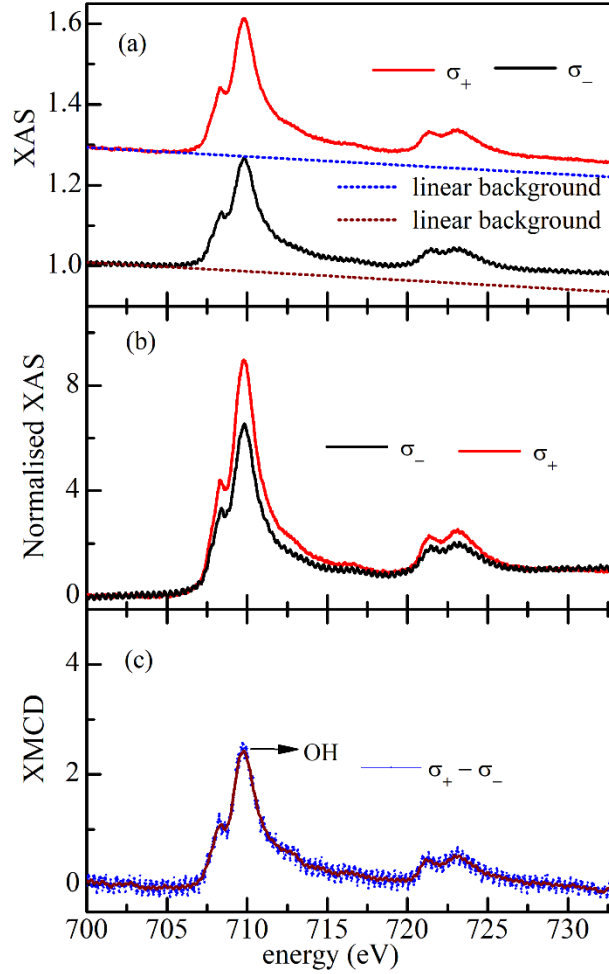 1.6
(a)
σ+
σ−
XAS
1.4
1.2
linear background
linear background
1.0
(b)
8
σ−
σ+
Normalised XAS
4
0
4
(c)
XMCD
2
OH
σ+ − σ−
0
700 705 710 715 720 725 730
energy (eV)